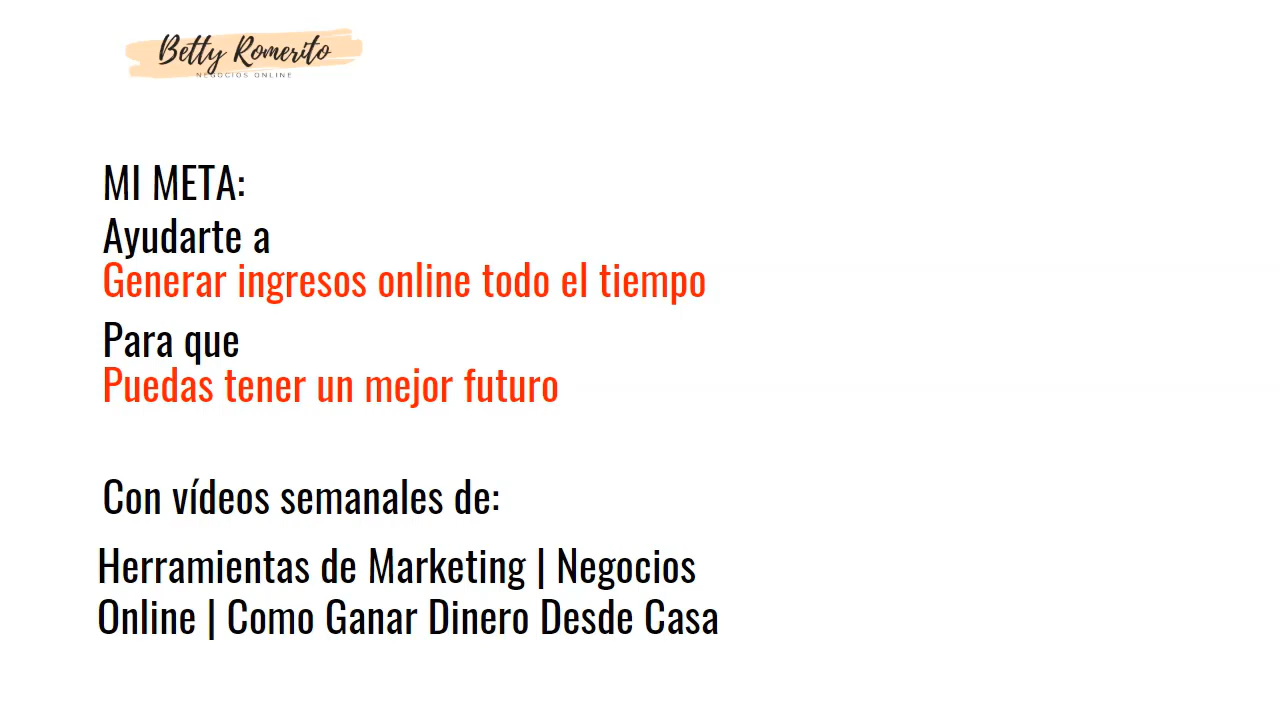 Betty Romerito
NEGOCIOS ONLINE
MI META:
Ayudarte a
Generar ingresos online todo el tiempo
Para que
Puedas tener un mejor futuro
Con vídeos semanales de:
Herramientas de Marketing | Negocios
Online | Como Ganar Dinero Desde Casa